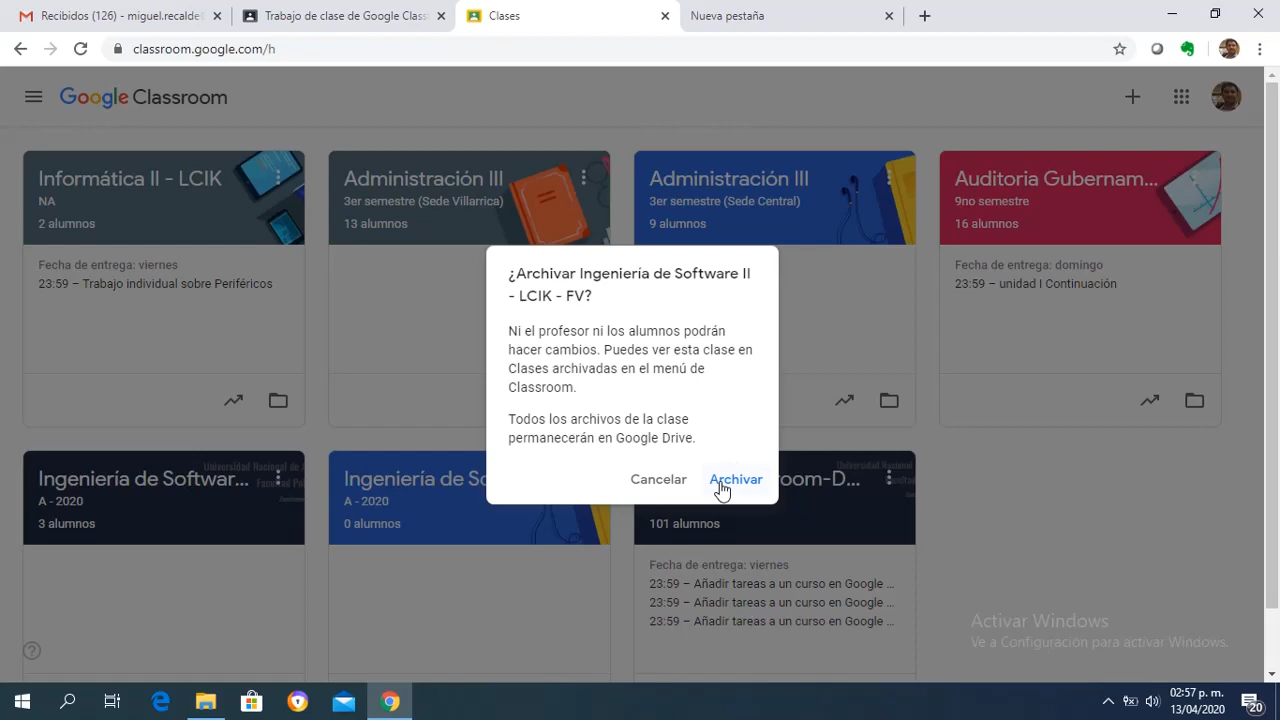 Recibidos (126) - miguel.recalde
Trabajo de clase de Google Class
Clases
Nueva pestaña
classroom.google.com/h
Google Classroom
Informática II - LCIK
NA
2 alumnos
Fecha de entrega: viernes
23:59 – Trabajo individual sobre Periféricos
Administración III
3er semestre (Sede Villarrica)
13 alumnos
Administración III
3er semestre (Sede Central)
9 alumnos
Auditoria Gubernam...
9no semestre
16 alumnos
Fecha de entrega: domingo
23:59 – unidad I Continuación
¿Archivar Ingeniería de Software II
- LCIK - FV?
Ni el profesor ni los alumnos podrán
hacer cambios. Puedes ver esta clase en
Clases archivadas en el menú de
Classroom.
Todos los archivos de la clase
permanecerán en Google Drive.
Cancelar
Archivar
Ingeniería de Softwar...
A - 2020
3 alumnos
Ingeniería de So
A - 2020
0 alumnos
room-D...
101 alumnos
Fecha de entrega: viernes
23:59 – Añadir tareas a un curso en Google ...
23:59 – Añadir tareas a un curso en Google ...
23:59 – Añadir tareas a un curso en Google ...
Activar Windows
Ve a Configuración para activar Windows.
02:57 p. m.
13/04/2020
20